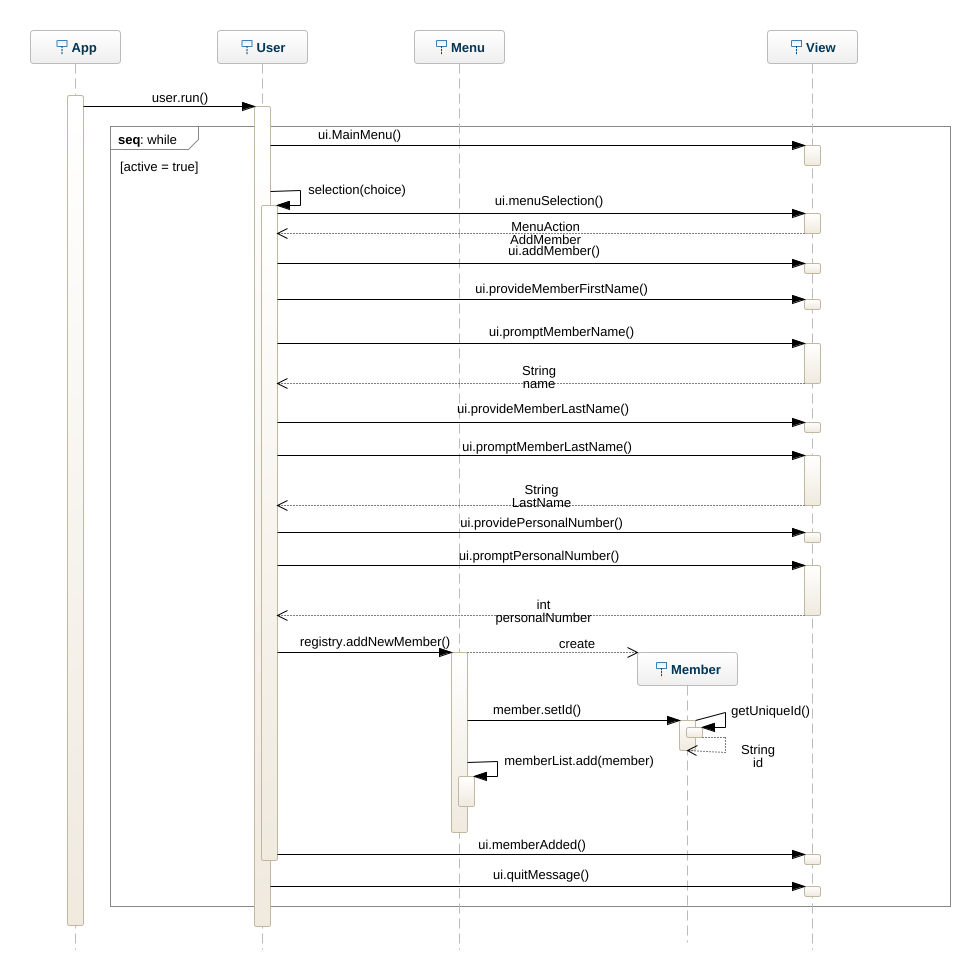 App
User
Menu
View
user.run()
seq: while
[active = true]
ui.MainMenu()
selection(choice)
ui.menuSelection()
MenuAction
AddMember
ui.addMember()
ui.provideMemberFirstName()
ui.promptMemberName()
String
name
ui.provideMemberLastName()
ui.promptMemberLastName()
String
LastName
ui.providePersonalNumber()
ui.promptPersonalNumber()
int
personalNumber
registry.addNewMember()
create
Member
member.setId()
getUniqueId()
String
id
memberList.add(member)
ui.memberAdded()
ui.quitMessage()